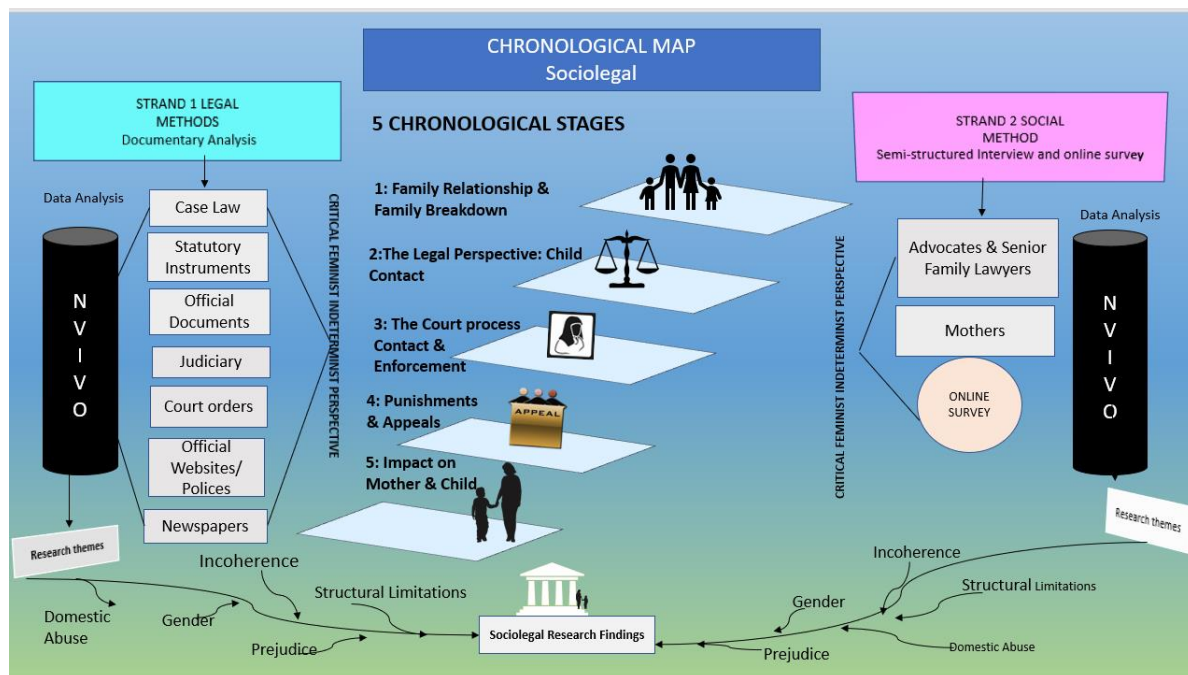 CHRONOLOGICAL MAP
Sociolegal
STRAND 1 LEGAL
METHODS
Documentary Analysis
Data Analysis
NVIVO
Case Law
Statutory
Instruments
Official
Documents
Judiciary
Court orders
Official
Websites/
Polices
Newspapers
CRITICAL FEMINIST INDETERMINST PERSPECTIVE
5 CHRONOLOGICAL STAGES
1: Family Relationship &
Family Breakdown
2:The Legal Perspective: Child
Contact
3: The Court process
Contact &
Enforcement
4: Punishments
& Appeals
APPEAL
5: Impact on
Mother & Child
STRAND 2 SOCIAL
METHOD
Semi-structured Interview and online survey
Data Analysis
CRITICAL FEMINIST INDETERMINST PERSPECTIVE
Advocates & Senior
Family Lawyers
Mothers
ONLINE
SURVEY
NVIVO
Research themes
Research themes
Domestic
Abuse
Gender
Incoherence
Prejudice
Structural Limitations
Sociolegal Research Findings
Incoherence
Structural Limitations
Gender
Prejudice
Domestic Abuse